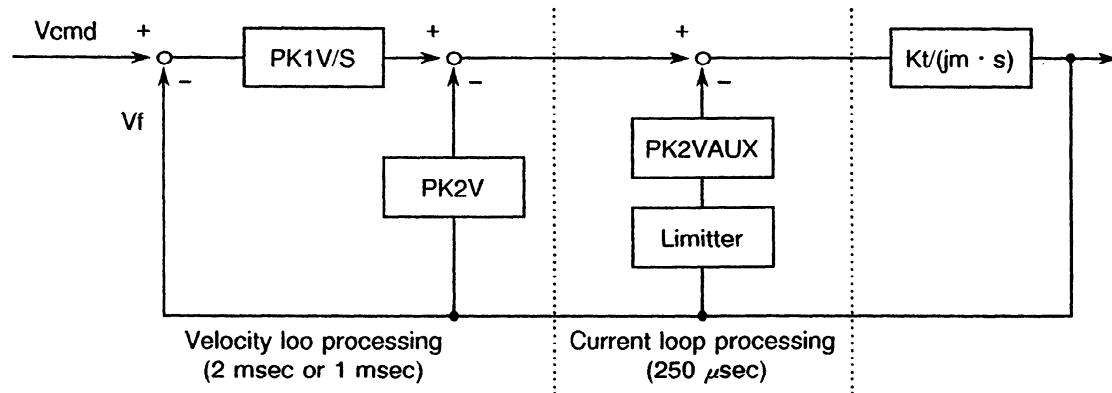 Vcmd
+
PK1V/S
+
+
Kt/(jm · s)
−
−
−
Vf
PK2VAUX
PK2V
Limitter
Velocity loo processing
(2 msec or 1 msec)
Current loop processing
(250 μsec)